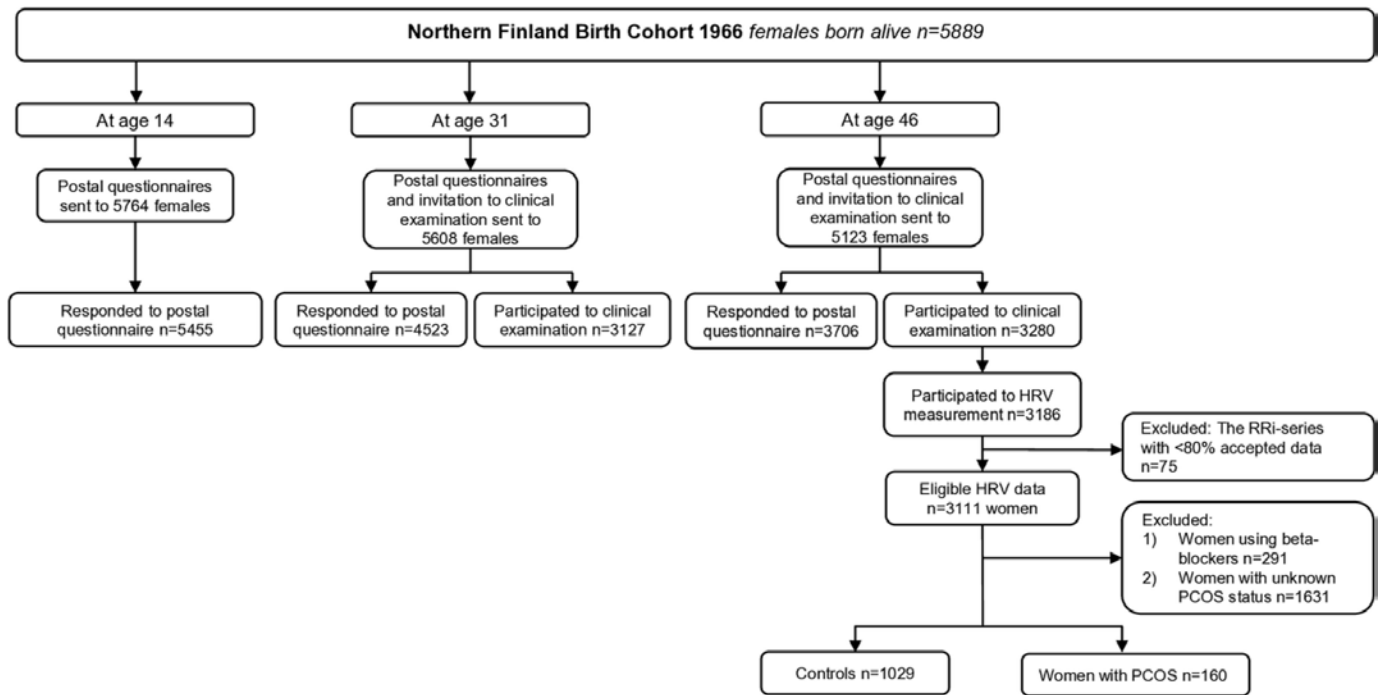 Northern Finland Birth Cohort 1966 females born alive n=5889
At age 14
At age 31
At age 46
Postal questionnaires
sent to 5764 females
Postal questionnaires
and invitation to clinical
examination sent to
5608 females
Postal questionnaires
and invitation to clinical
examination sent to
5123 females
Responded to postal
questionnaire n=5455
Responded to postal
questionnaire n=4523
Participated to clinical
examination n=3127
Responded to postal
questionnaire n=3706
Participated to clinical
examination n=3280
Participated to HRV
measurement n=3186
Excluded: The RRi-series
with <80% accepted data
n=75
Eligible HRV data
n=3111 women
Excluded:
1) Women using beta-
blockers n=291
2) Women with unknown
PCOS status n=1631
Controls n=1029
Women with PCOS n=160